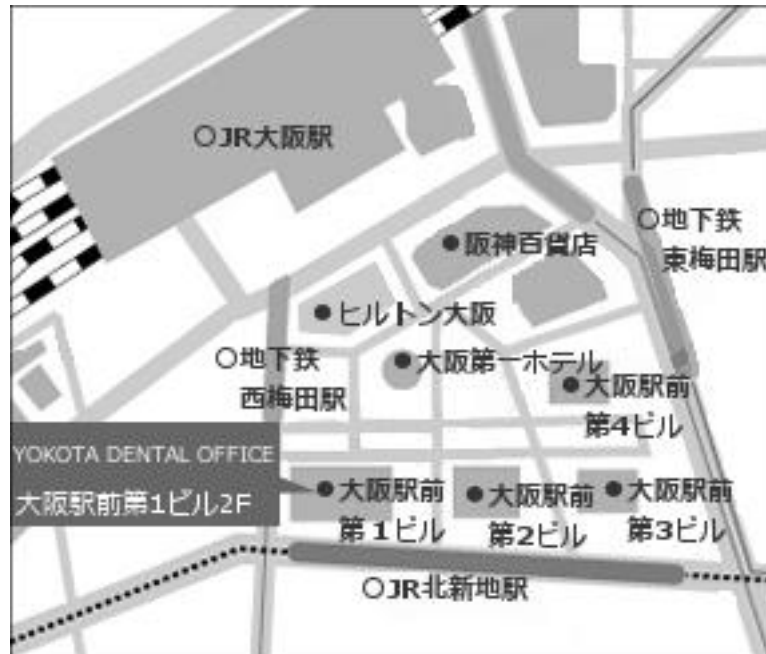 〇JR大阪駅
〇地下鉄
東梅田駅
阪神百貨店
ヒルトン大阪
〇地下鉄
西梅田駅
大阪第一ホテル
大阪駅前
第4ビル
YOKOTA DENTAL OFFICE
大阪駅前第1ビル2F
大阪駅前
第1ビル
大阪駅前
第2ビル
大阪駅前
第3ビル
〇JR北新地駅